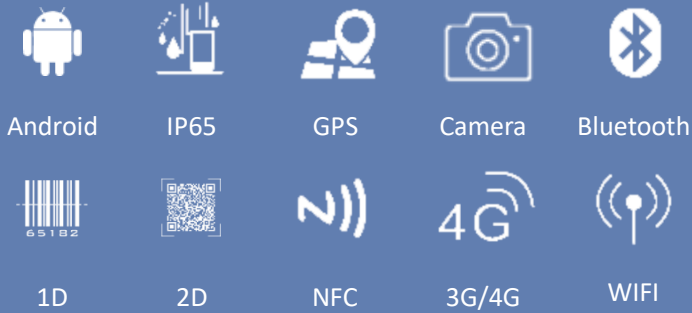 Android IP65 GPS Camera Bluetooth
65182
4G
1D 2D NFC 3G/4G WIFI